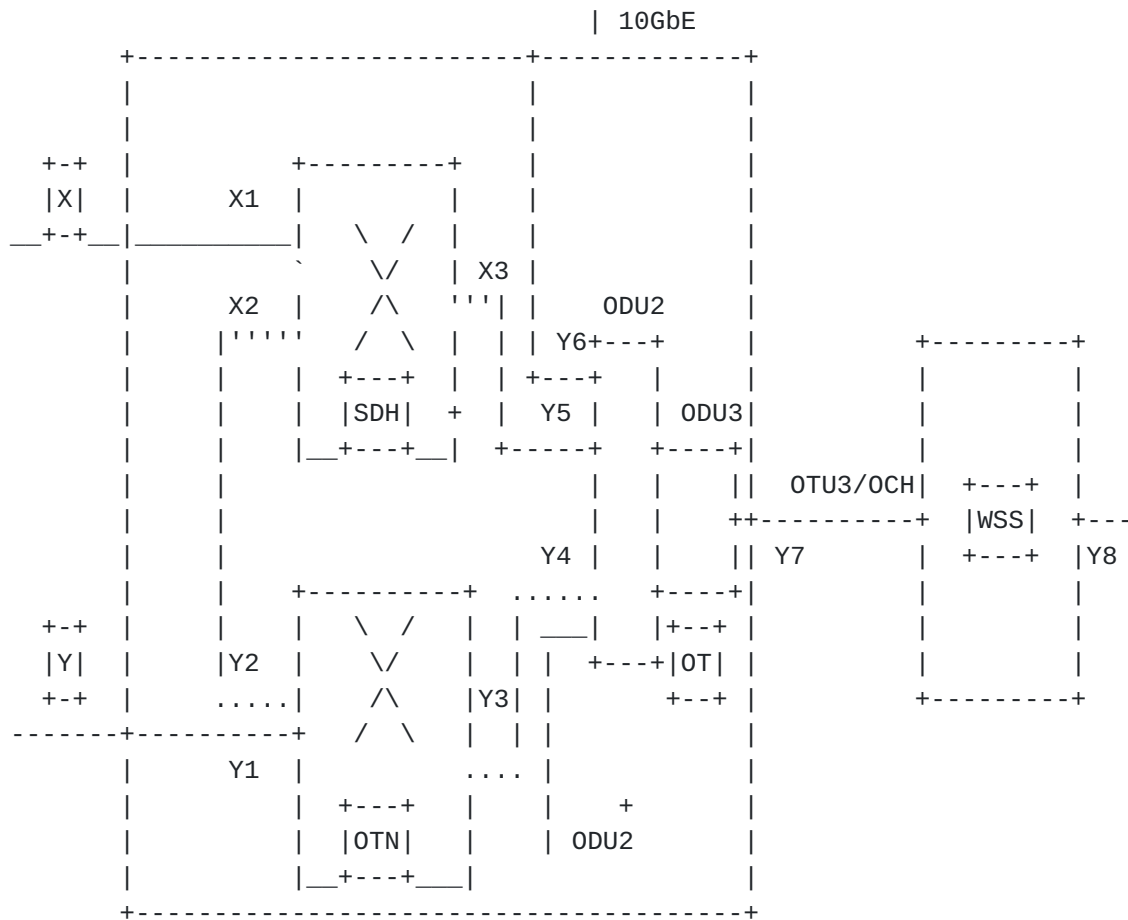 10GbE
X X1
X3
X2 ODU2
Y6
SDH Y5 ODU3
OTU3/OCH
WSS
Y4 Y7 Y8
Y Y2 OT
Y3
Y1
OTN ODU2